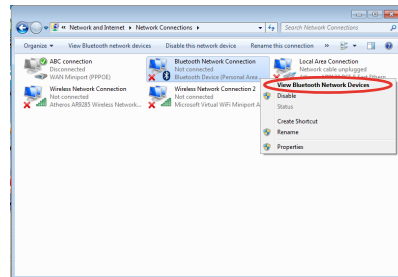 « Network and Internet ▸ Network Connections ▸
Search Network Connections
Organize
View Bluetooth network devices
Disable this network device
Rename this connection
»
ABC connection
Disconnected
WAN Miniport (PPPOE)
Bluetooth Network Connection
Not connected
Bluetooth Device (Personal Area
Local Area Connection
Network cable unplugged
Wireless Network Connection
Not connected
Atheros AR9285 Wireless Network...
Wireless Network Connection 2
Not connected
Microsoft Virtual WiFi Miniport A
View Bluetooth Network Devices
Disable
Status
Create Shortcut
Rename
Properties